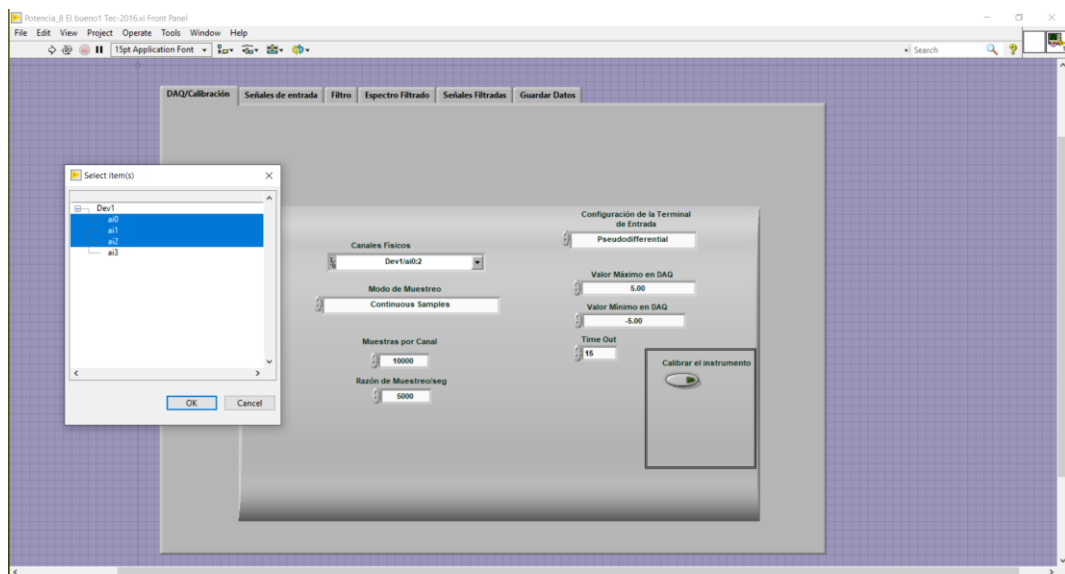 Potencia_8 El bueno1 Tec-2016.vi Front Panel
File Edit View Project Operate Tools Window Help
15pt Application Font
Search
DAQ/Calibración Señales de entrada Filtro Espectro Filtrado Señales Filtradas Guardar Datos
Select item(s)
Dev1
ai0
ai1
ai2
ai3
OK Cancel
Canales Fisicos
Dev1/ai0:2
Modo de Muestreo
Continuous Samples
Muestras por Canal
10000
Razón de Muestreo/seg
5000
Configuración de la Terminal
de Entrada
Pseudodifferential
Valor Máximo en DAQ
5.00
Valor Minimo en DAQ
-5.00
Time Out
15
Calibrar el instrumento